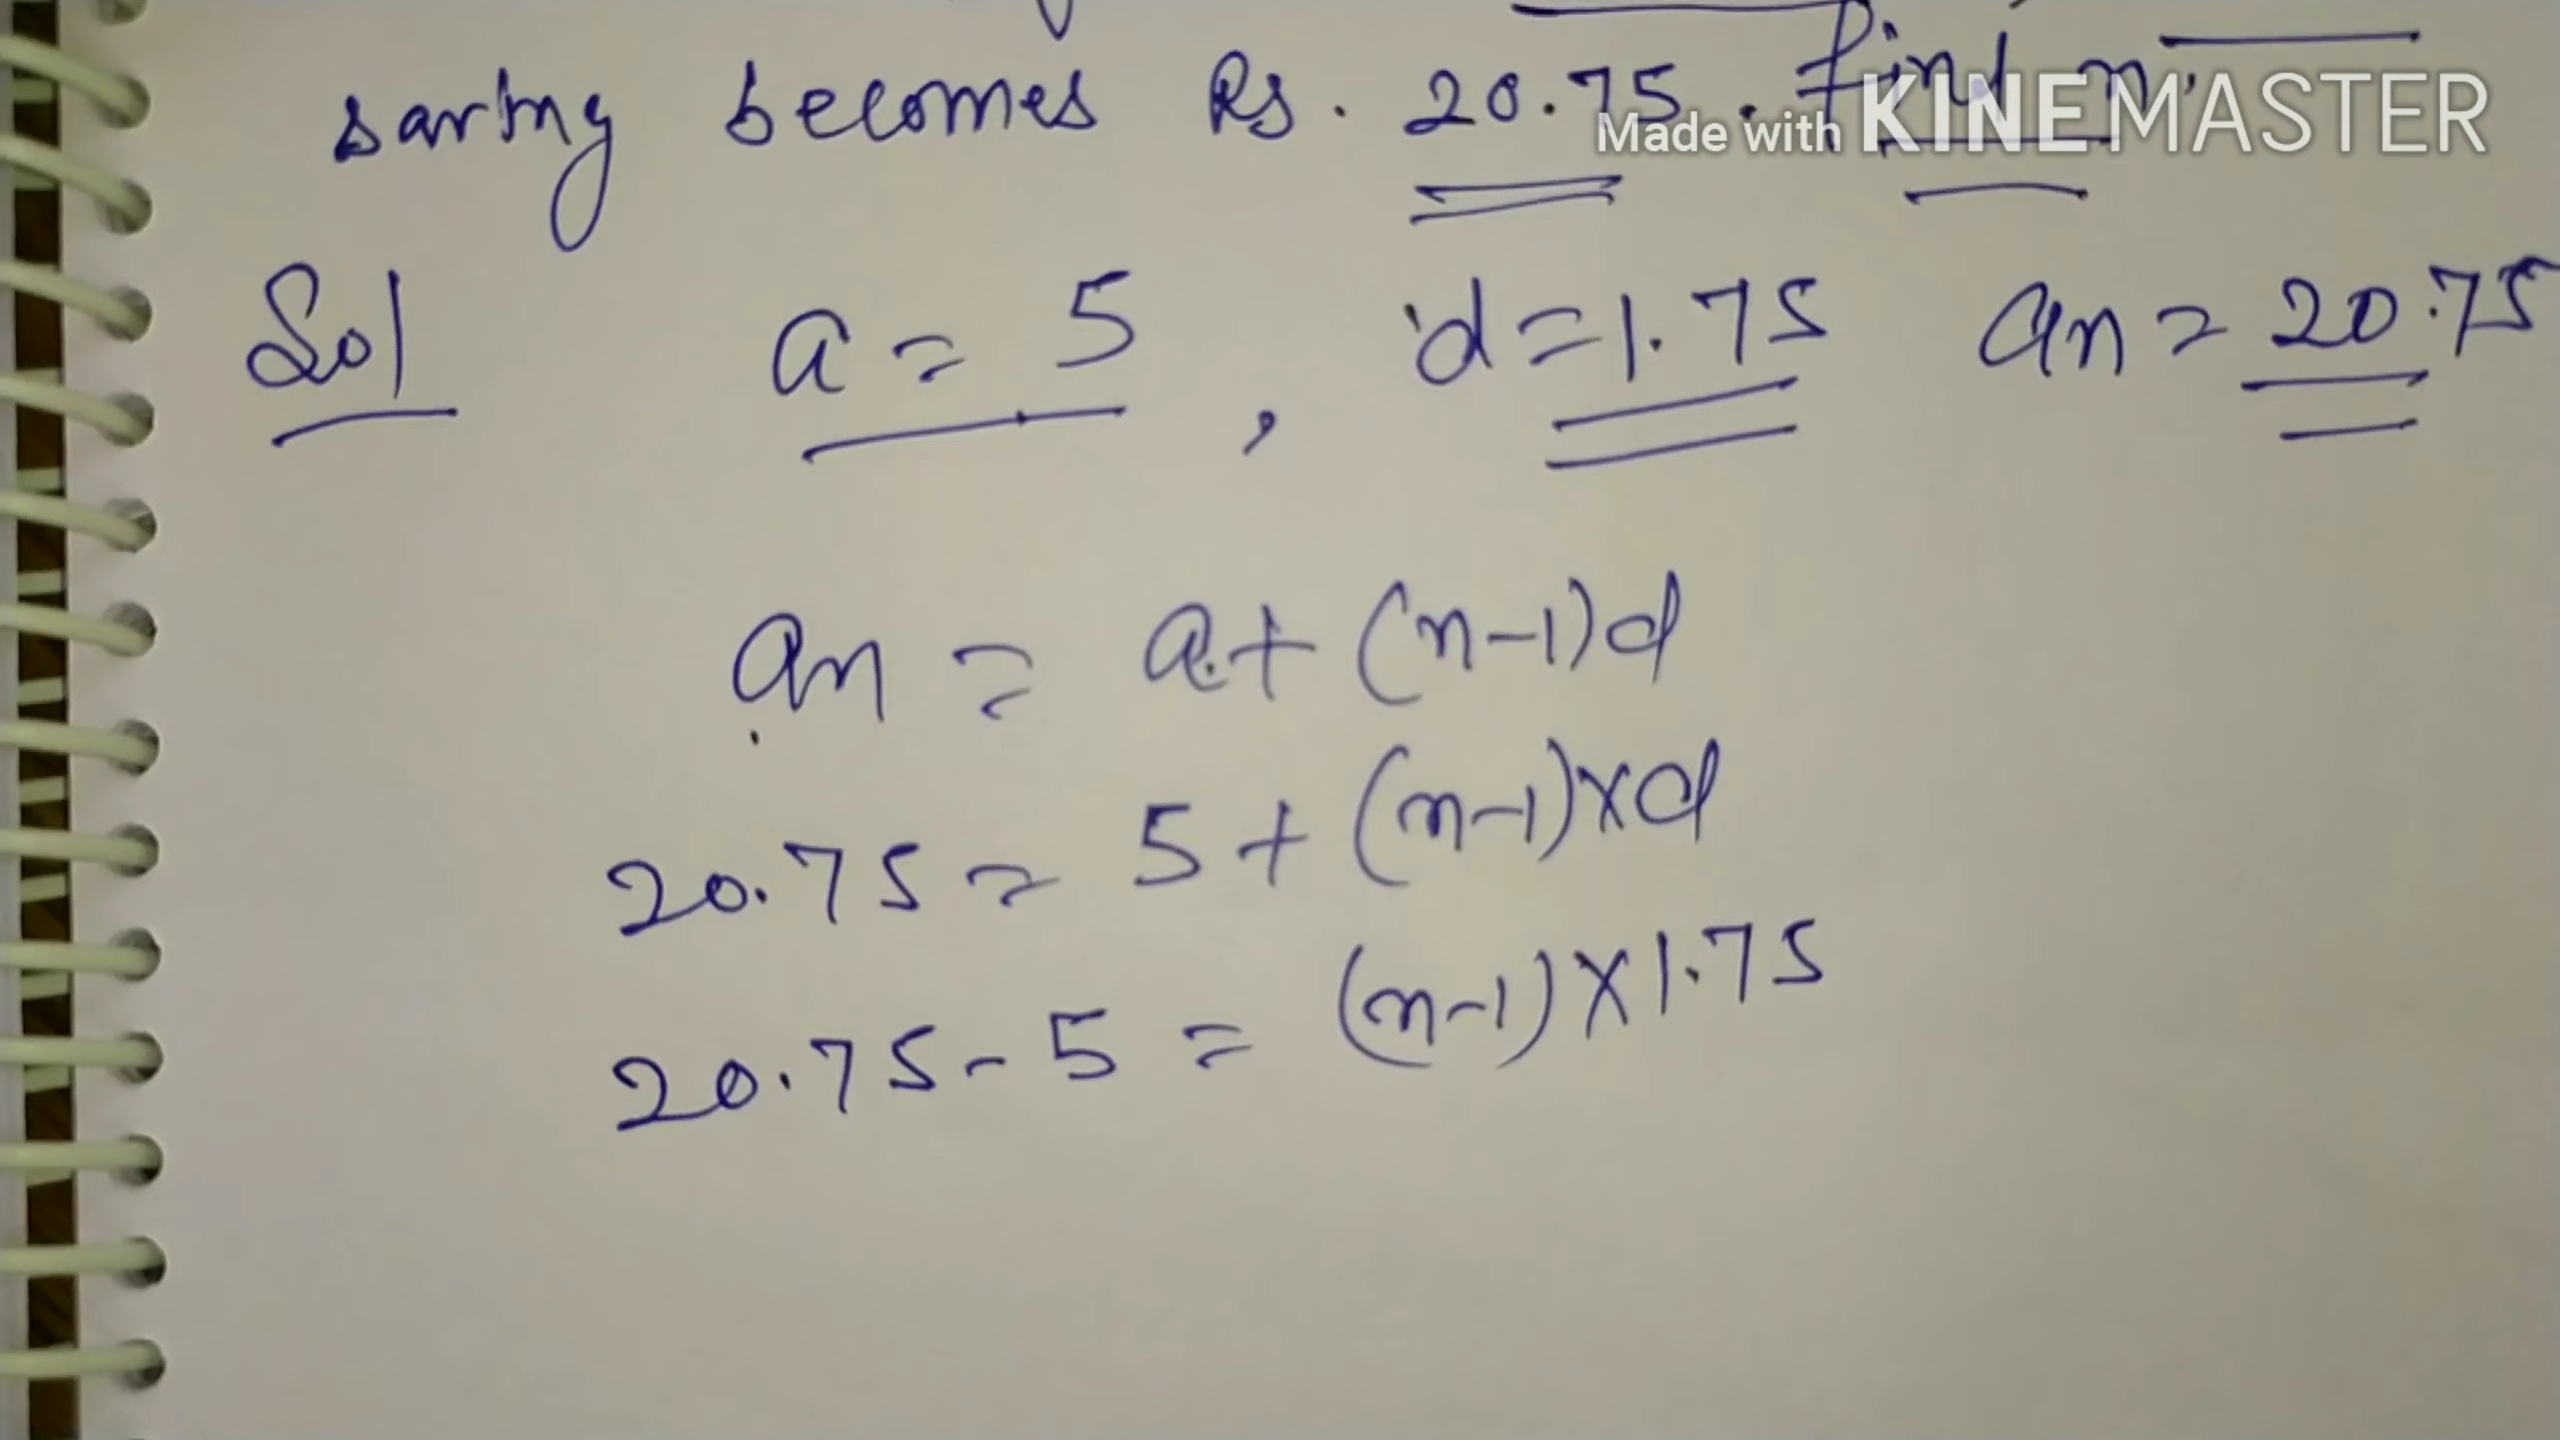 saving becomes Rs. 20.75. Find n.
Made with KINEMASTER
Sol a = 5, d = 1.75 an = 20.75
an = a + (n-1)d
20.75 = 5 + (n-1)×d
20.75 - 5 = (n-1)×1.75